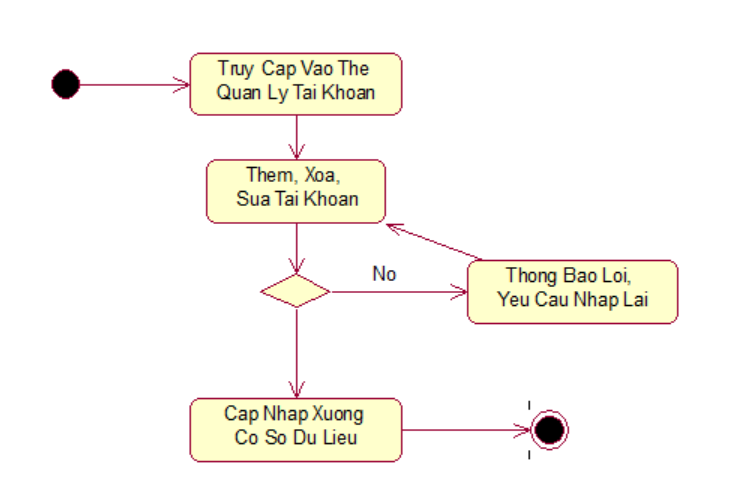 Truy Cap Vao The
Quan Ly Tai Khoan
Them, Xoa,
Sua Tai Khoan
No
Thong Bao Loi,
Yeu Cau Nhap Lai
Cap Nhap Xuong
Co So Du Lieu